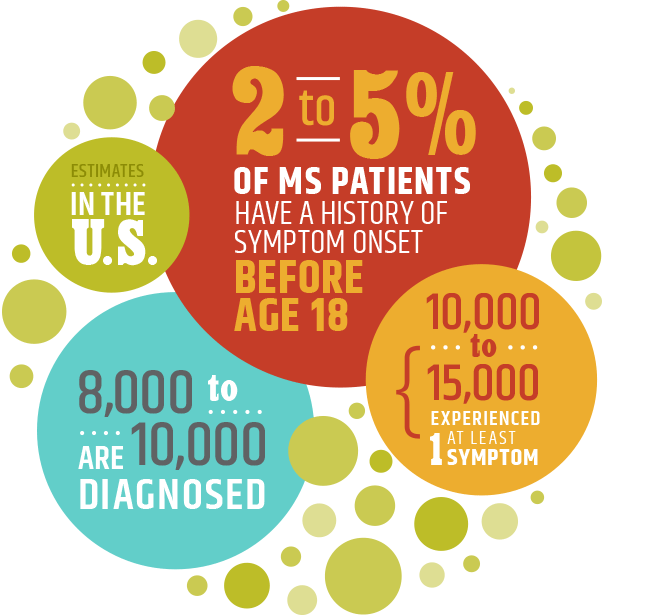 ESTIMATES
IN THE
U.S.
2 to 5%
OF MS PATIENTS
HAVE A HISTORY OF
SYMPTOM ONSET
BEFORE
AGE 18
10,000
to
15,000
EXPERIENCED
1 AT LEAST
SYMPTOM
8,000 to
ARE 10,000
DIAGNOSED